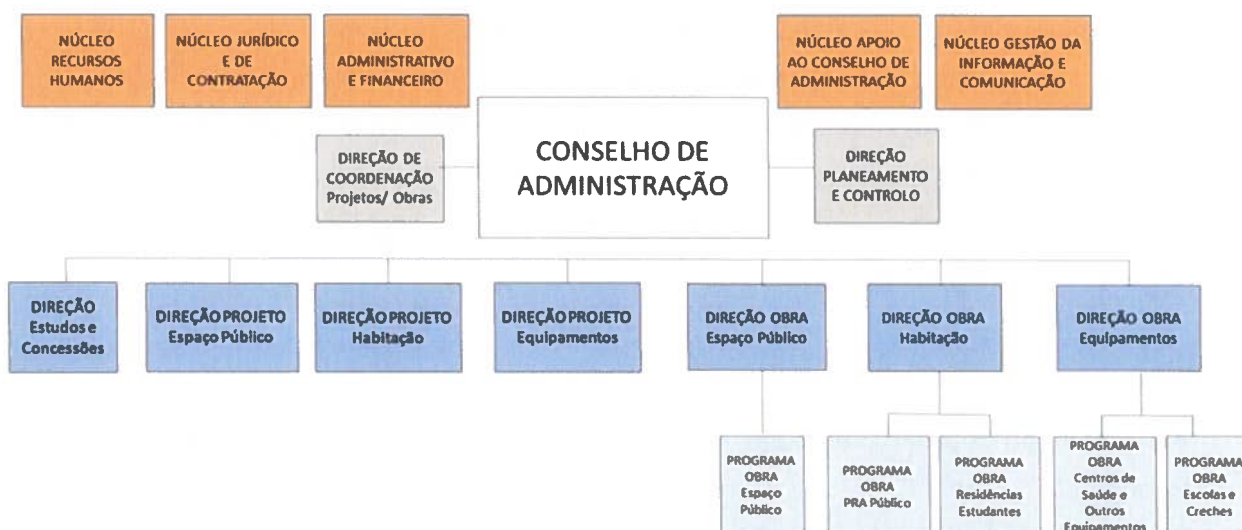 NÚCLEO
RECURSOS
HUMANOS
NÚCLEO JURÍDICO
E DE
CONTRATAÇÃO
NÚCLEO
ADMINISTRATIVO
E FINANCEIRO
NÚCLEO APOIO
AO CONSELHO DE
ADMINISTRAÇÃO
NÚCLEO GESTÃO DA
INFORMAÇÃO E
COMUNICAÇÃO
DIREÇÃO DE
COORDENAÇÃO
Projetos/ Obras
CONSELHO DE
ADMINISTRAÇÃO
DIREÇÃO
PLANEAMENTO
E CONTROLO
DIREÇÃO
Estudos e
Concessões
DIREÇÃO PROJETO
Espaço Público
DIREÇÃO PROJETO
Habitação
DIREÇÃO PROJETO
Equipamentos
DIREÇÃO OBRA
Espaço Público
DIREÇÃO OBRA
Habitação
DIREÇÃO OBRA
Equipamentos
PROGRAMA
OBRA
Espaço
Público
PROGRAMA
OBRA
PRA Público
PROGRAMA
OBRA
Residências
Estudantes
PROGRAMA
OBRA
Centros de
Saúde e
Outros
Equipamentos
PROGRAMA
OBRA
Escolas e
Creches